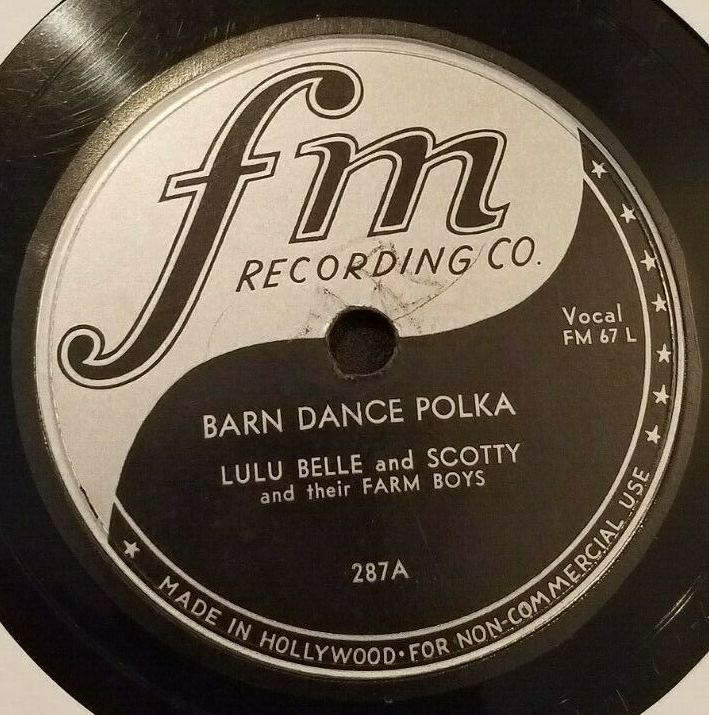 fm
RECORDING CO.
Vocal
FM 67 L
BARN DANCE POLKA
LULU BELLE and SCOTTY
and their FARM BOYS
287A
MADE IN HOLLYWOOD • FOR NON-COMMERCIAL USE